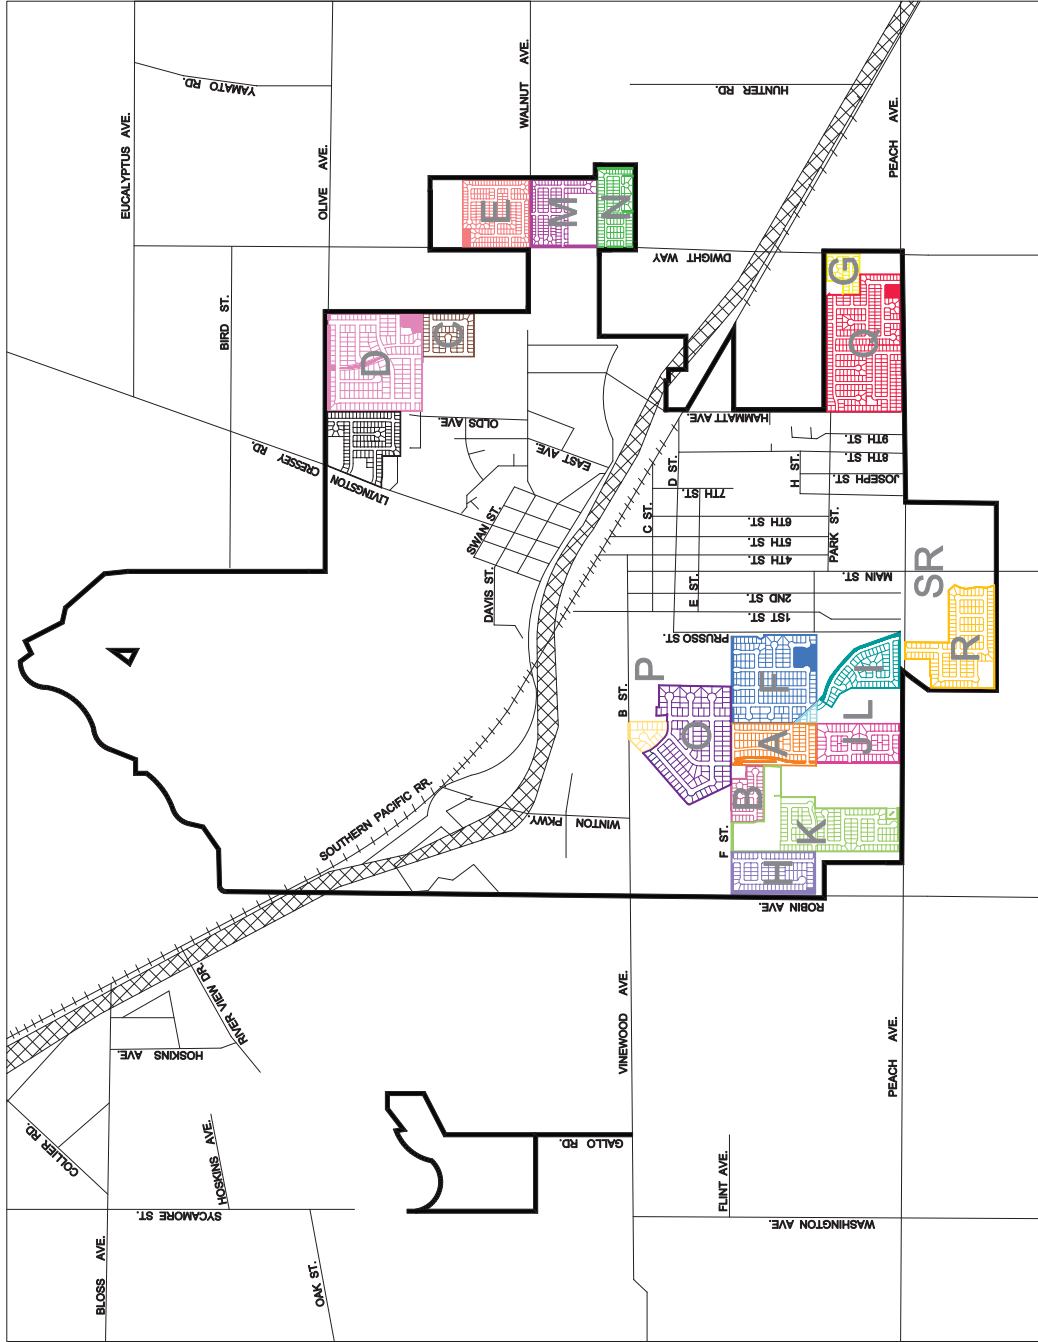 YAMATO RD.
EUCALYPTUS AVE.
OLIVE AVE.
WALNUT AVE.
HUNTER RD.
PEACH AVE.
BIRD ST.
E
M
N
DWIGHT WAY
G
Q
D
C
OLDS AVE.
EAST AVE.
LIVINGSTON CRESSEY RD.
HAMMATT AVE.
9TH ST.
8TH ST.
JOSEPH ST.
H ST.
D ST.
7TH ST.
C ST.
6TH ST.
5TH ST.
4TH ST.
PARK ST.
MAIN ST.
E ST.
2ND ST.
1ST ST.
PRUSSO ST.
SWAN ST.
DAVIS ST.
SR
R
P
B ST.
O
F
I
A
L
J
B
K
H
F ST.
SOUTHERN PACIFIC RR.
WINTON PKWY
ROBIN AVE.
RIVER VIEW DR.
HOSKINS AVE.
COLLIER RD.
VINEWOOD AVE.
PEACH AVE.
HOSKINS AVE.
SYCAMORE ST.
GALLO RD.
FLINT AVE.
WASHINGTON AVE.
BLOSS AVE.
OAK ST.